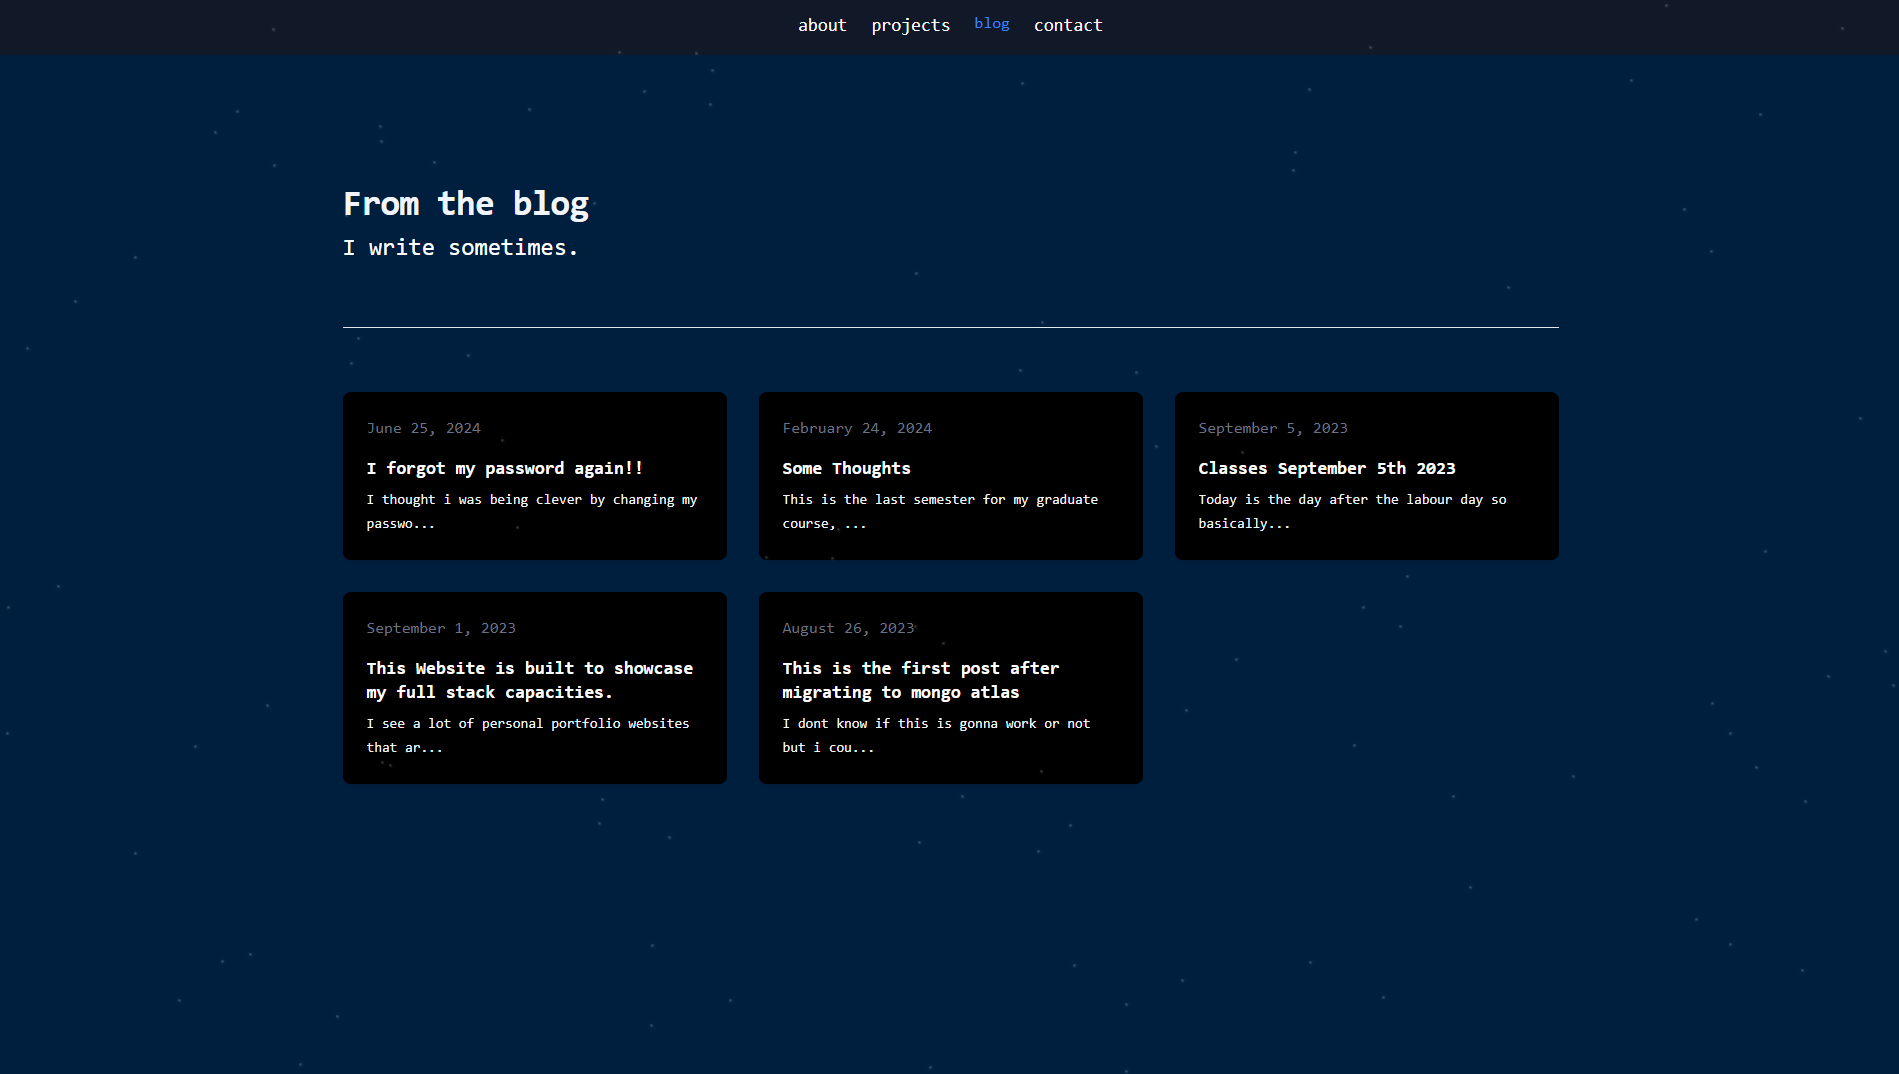 about projects blog contact
From the blog
I write sometimes.
June 25, 2024
I forgot my password again!!
I thought i was being clever by changing my
passwo...
February 24, 2024
Some Thoughts
This is the last semester for my graduate
course, ...
September 5, 2023
Classes September 5th 2023
Today is the day after the labour day so
basically...
September 1, 2023
This Website is built to showcase
my full stack capacities.
I see a lot of personal portfolio websites
that ar...
August 26, 2023
This is the first post after
migrating to mongo atlas
I dont know if this is gonna work or not
but i cou...